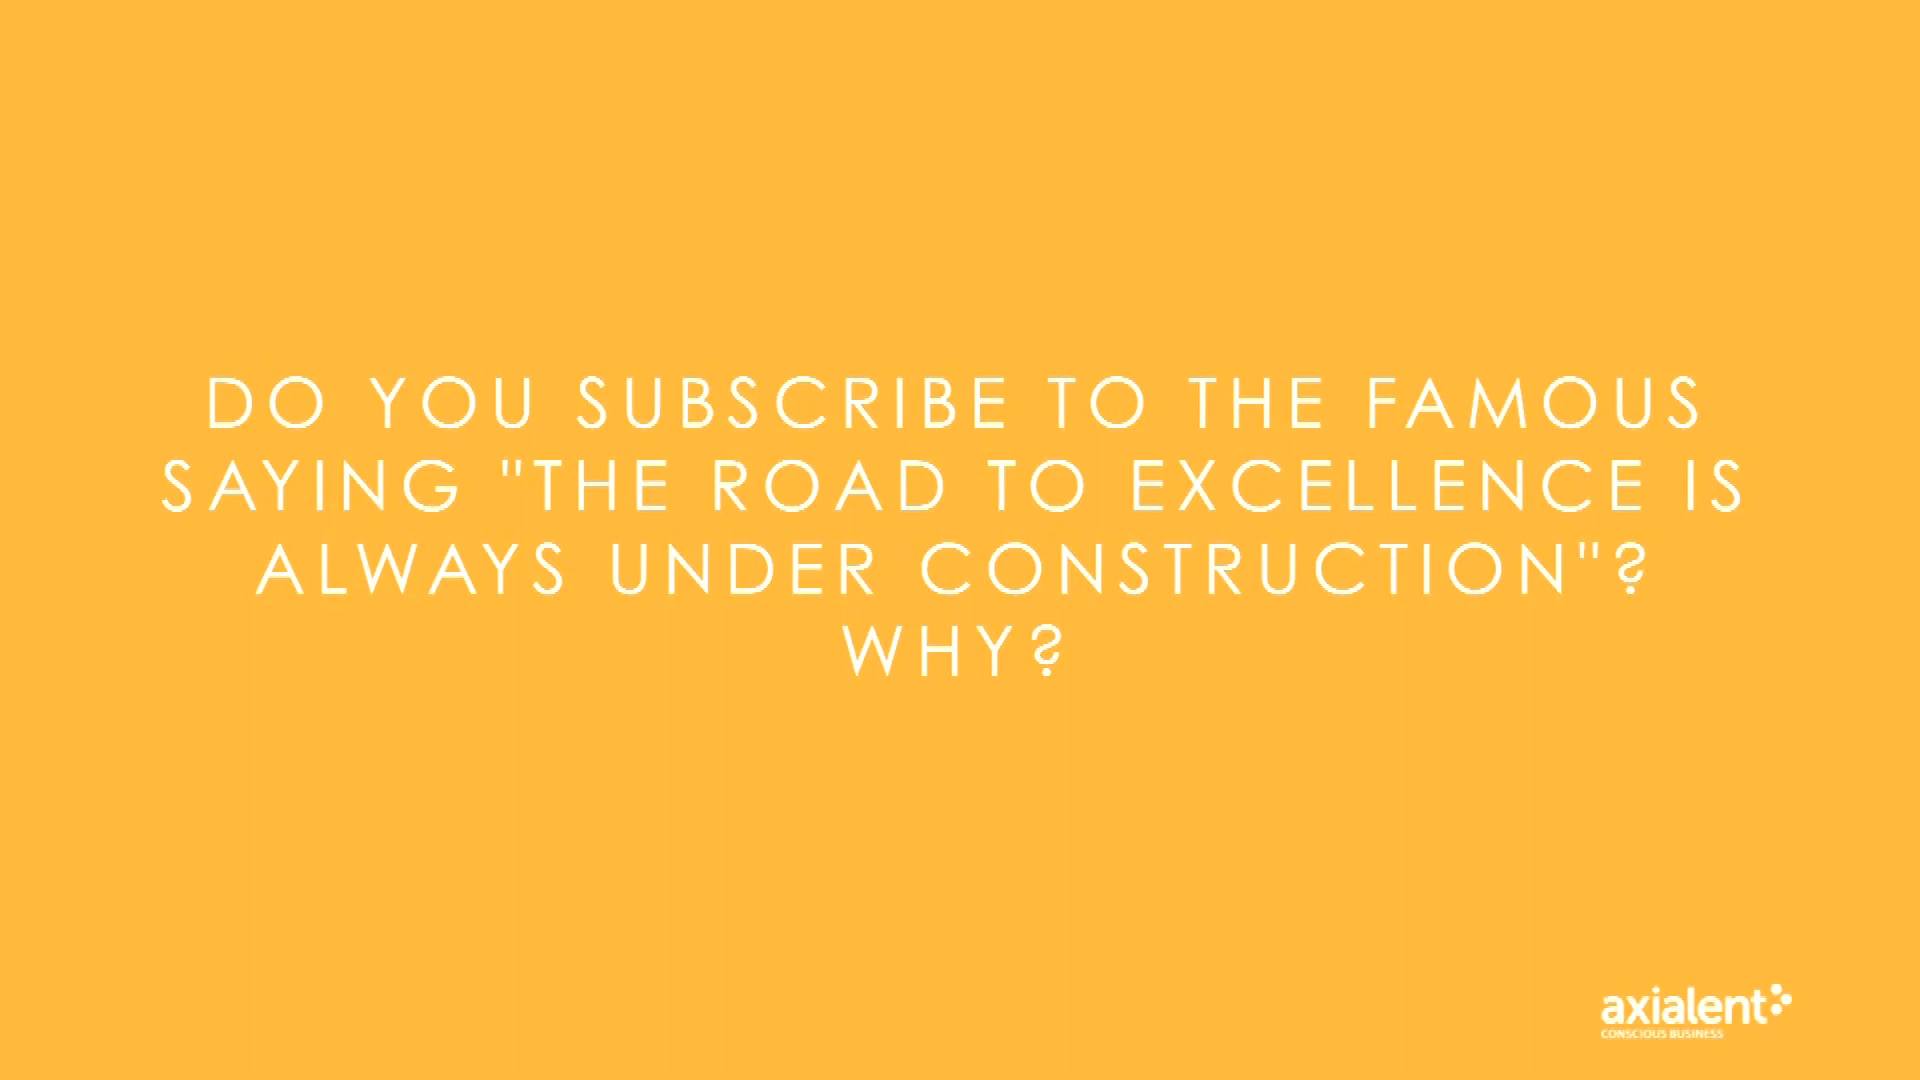 DO YOU SUBSCRIBE TO THE FAMOUS
SAYING "THE ROAD TO EXCELLENCE IS
ALWAYS UNDER CONSTRUCTION"?
WHY?
axialent
CONSCIOUS BUSINESS